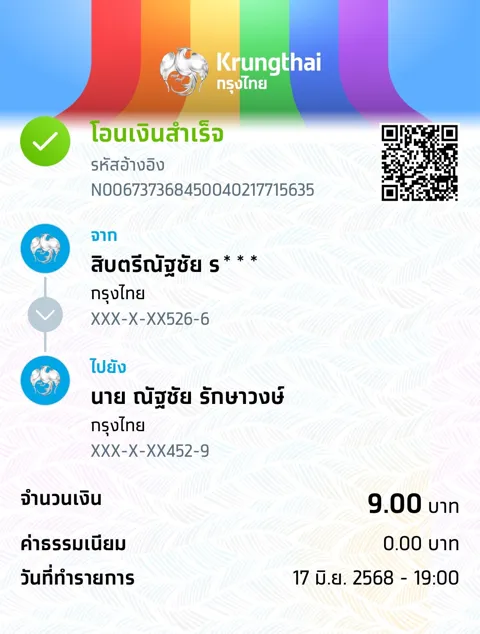 Krungthai
กรุงไทย
โอนเงินสำเร็จ
รหัสอ้างอิง
N00673736845004021771​5635
จาก
สิบตรีณัฐชัย ร***
กรุงไทย
XXX-X-XX526-6
ไปยัง
นาย ณัฐชัย รักษาวงษ์
กรุงไทย
XXX-X-XX452-9
จำนวนเงิน 9.00 บาท
ค่าธรรมเนียม 0.00 บาท
วันที่ทำรายการ 17 มิ.ย. 2568 - 19:00